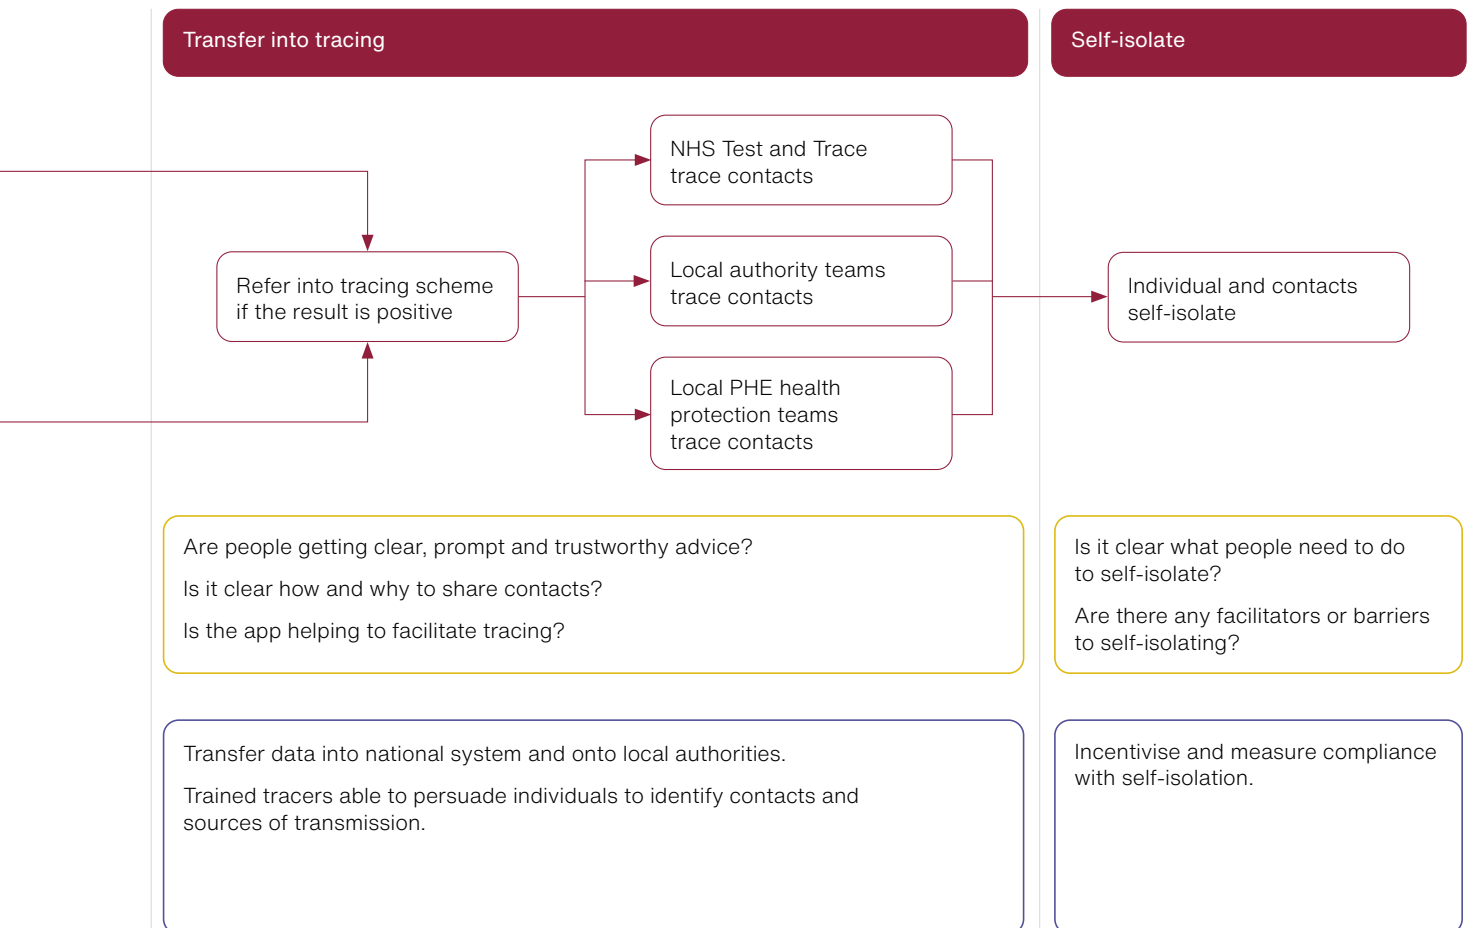 Transfer into tracing
Self-isolate
NHS Test and Trace
trace contacts
Local authority teams
trace contacts
Refer into tracing scheme
if the result is positive
Individual and contacts
self-isolate
Local PHE health
protection teams
trace contacts
Are people getting clear, prompt and trustworthy advice?
Is it clear how and why to share contacts?
Is the app helping to facilitate tracing?
Is it clear what people need to do
to self-isolate?
Are there any facilitators or barriers
to self-isolating?
Transfer data into national system and onto local authorities.
Trained tracers able to persuade individuals to identify contacts and
sources of transmission.
Incentivise and measure compliance
with self-isolation.